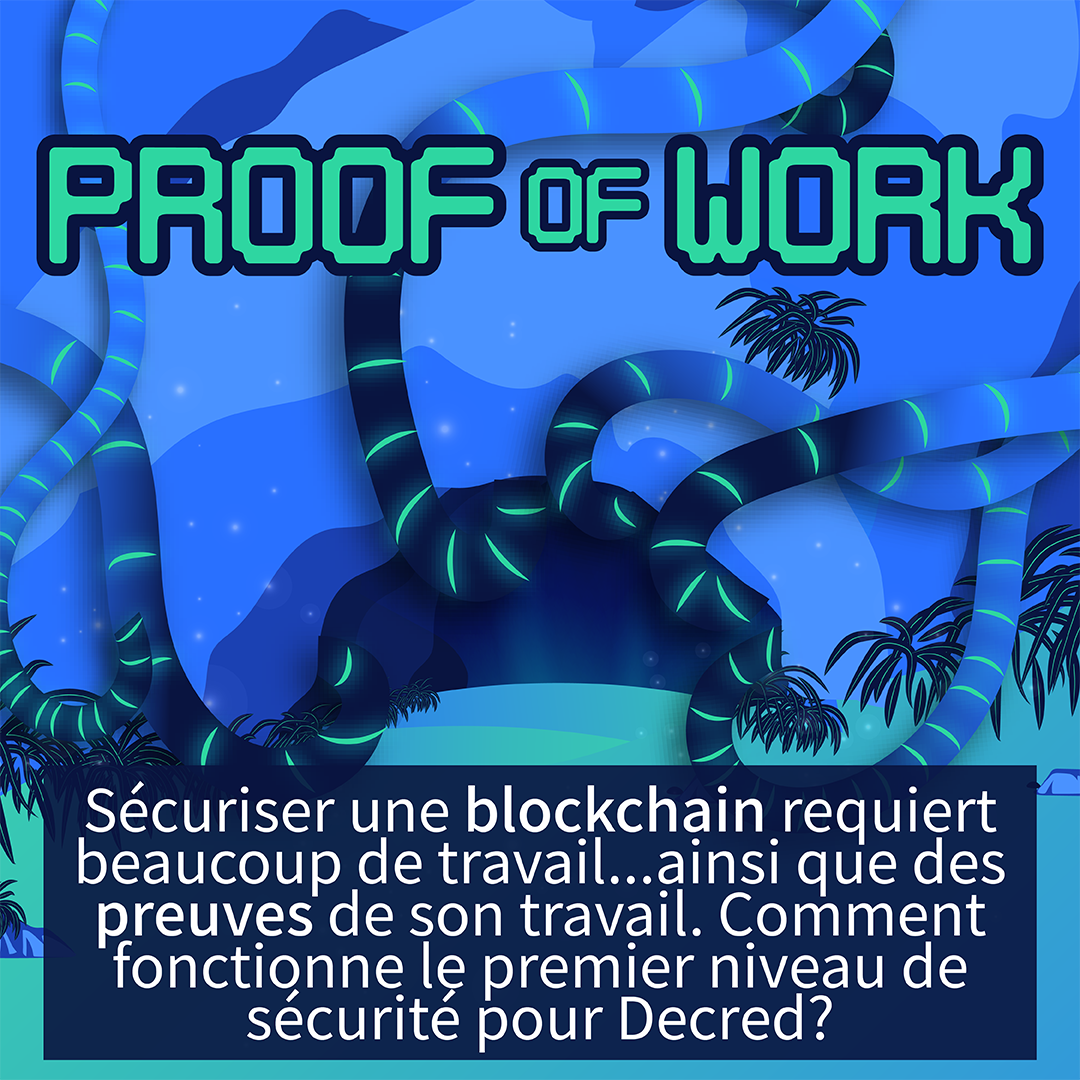 PROOF OF WORK
Sécuriser une blockchain requiert
beaucoup de travail...ainsi que des
preuves de son travail. Comment
fonctionne le premier niveau de
sécurité pour Decred?